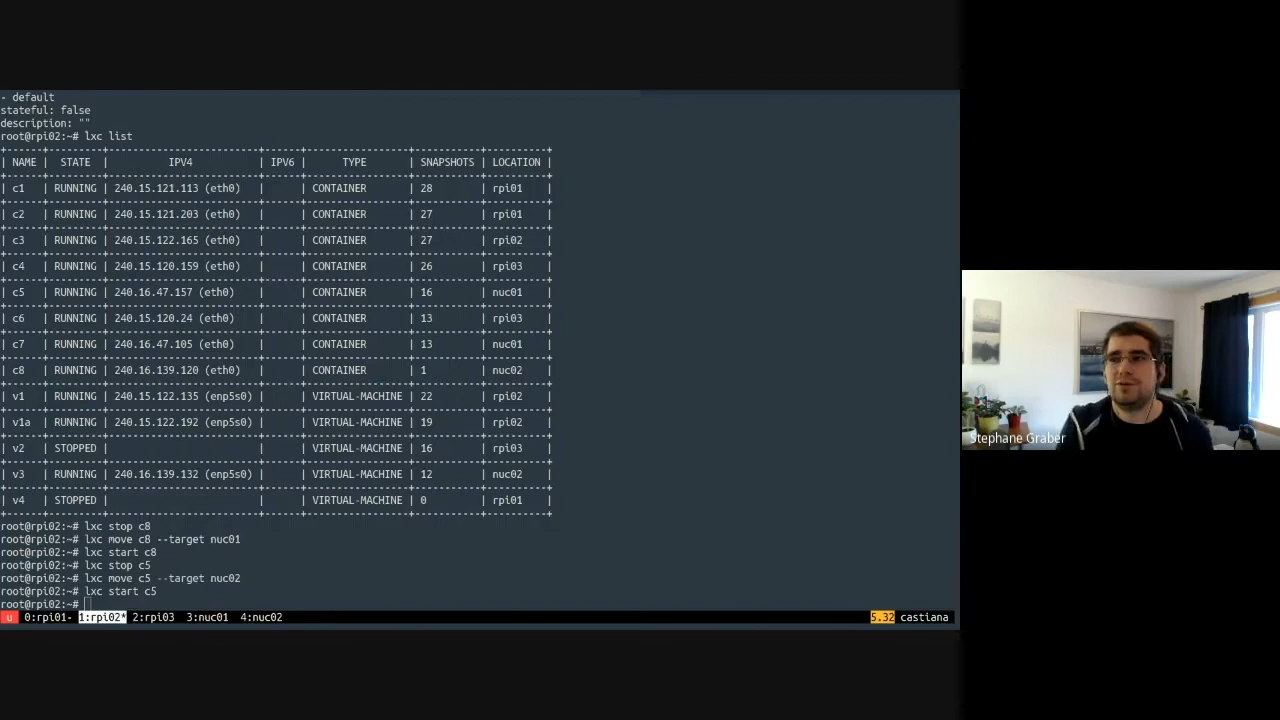 - default
stateful: false
description: ""
root@rpi02:~# lxc list
| NAME | STATE | IPV4 | IPV6 | TYPE | SNAPSHOTS | LOCATION |
| c1 | RUNNING | 240.15.121.113 (eth0) | | CONTAINER | 28 | rpi01 |
| c2 | RUNNING | 240.15.121.203 (eth0) | | CONTAINER | 27 | rpi01 |
| c3 | RUNNING | 240.15.122.165 (eth0) | | CONTAINER | 27 | rpi02 |
| c4 | RUNNING | 240.15.120.159 (eth0) | | CONTAINER | 26 | rpi03 |
| c5 | RUNNING | 240.16.47.157 (eth0) | | CONTAINER | 16 | nuc01 |
| c6 | RUNNING | 240.15.120.24 (eth0) | | CONTAINER | 13 | rpi03 |
| c7 | RUNNING | 240.16.47.105 (eth0) | | CONTAINER | 13 | nuc01 |
| c8 | RUNNING | 240.16.139.120 (eth0) | | CONTAINER | 1 | nuc02 |
| v1 | RUNNING | 240.15.122.135 (enp5s0) | | VIRTUAL-MACHINE | 22 | rpi02 |
| v1a | RUNNING | 240.15.122.192 (enp5s0) | | VIRTUAL-MACHINE | 19 | rpi02 |
| v2 | STOPPED | | | VIRTUAL-MACHINE | 16 | rpi03 |
| v3 | RUNNING | 240.16.139.132 (enp5s0) | | VIRTUAL-MACHINE | 12 | nuc02 |
| v4 | STOPPED | | | VIRTUAL-MACHINE | 0 | rpi01 |
root@rpi02:~# lxc stop c8
root@rpi02:~# lxc move c8 --target nuc01
root@rpi02:~# lxc start c8
root@rpi02:~# lxc stop c5
root@rpi02:~# lxc move c5 --target nuc02
root@rpi02:~# lxc start c5
root@rpi02:~#
u 0:rpi01- 1:rpi02* 2:rpi03 3:nuc01 4:nuc02 5.32 castiana
Stephane Graber